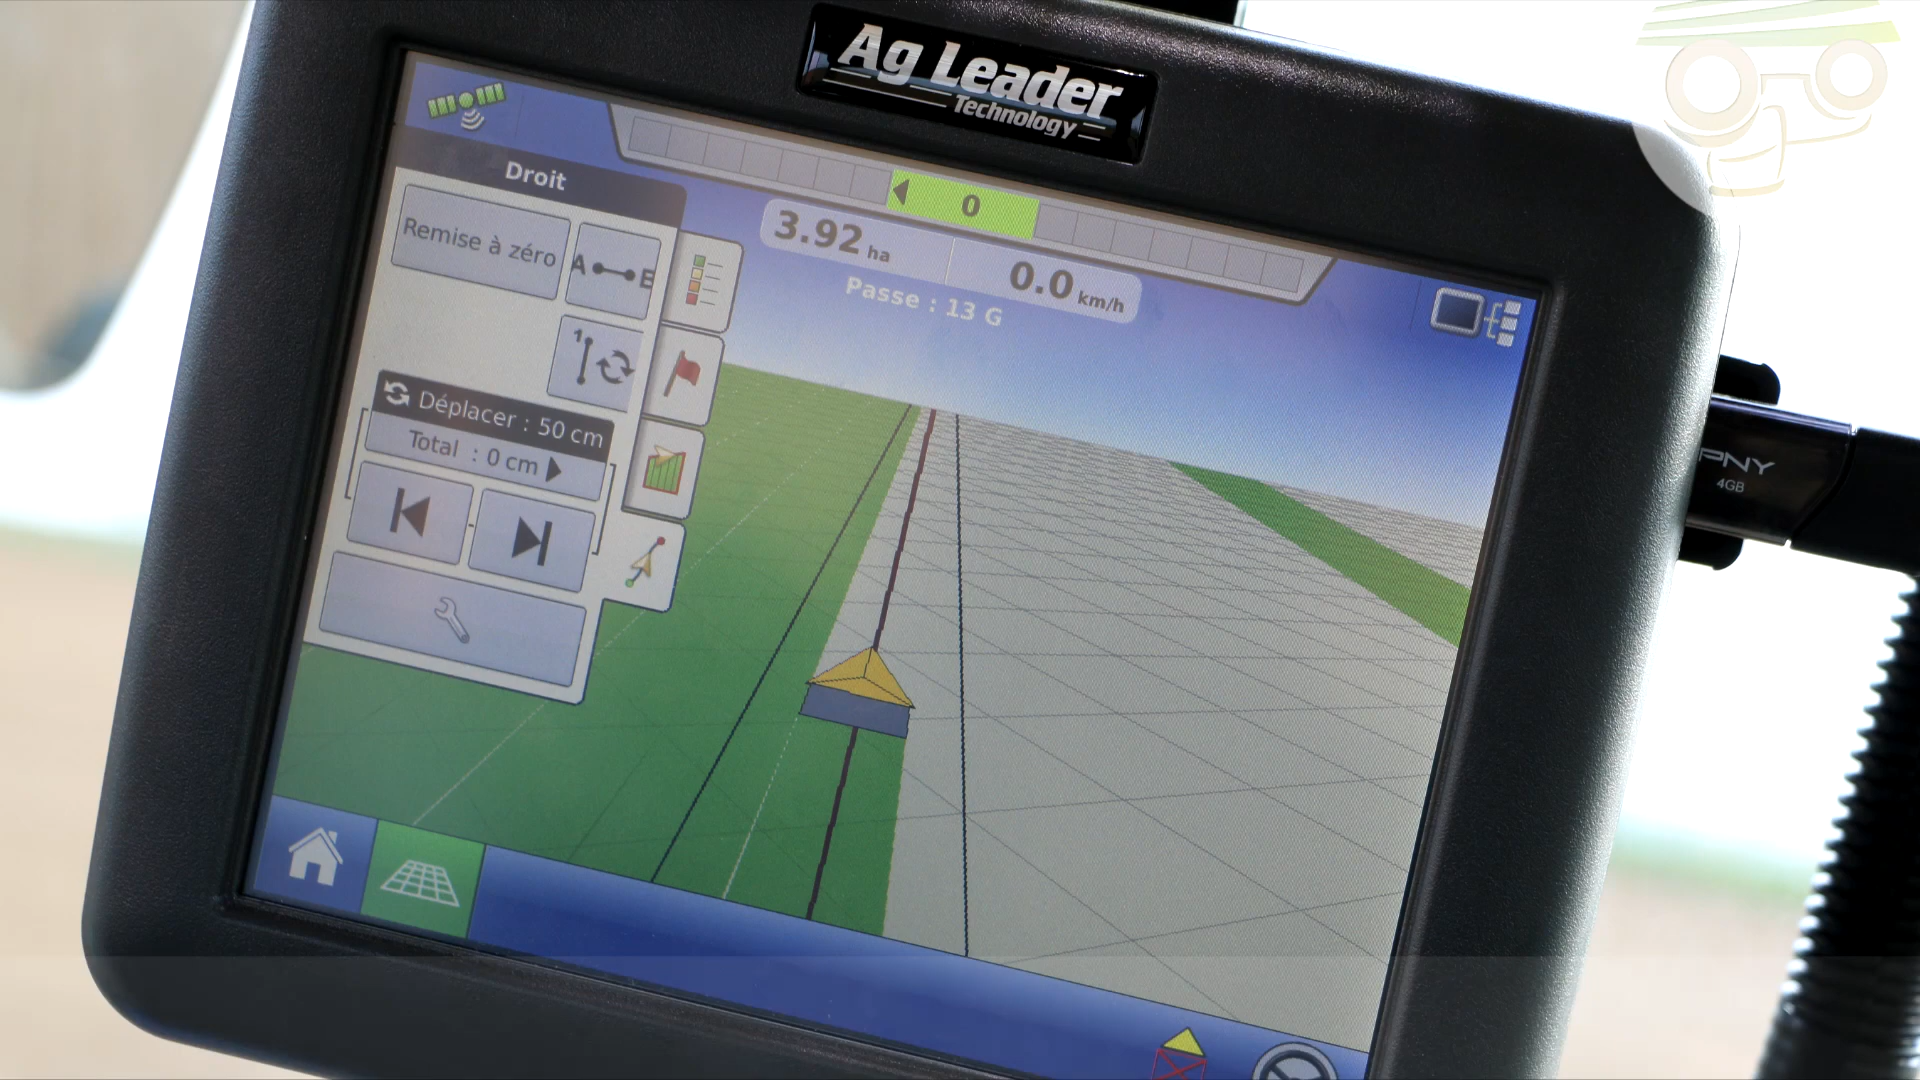 Ag Leader
Technology
Droit
0
Remise à zéro
A B
3.92 ha
0.0 km/h
Passe : 13 G
1
Déplacer : 50 cm
Total : 0 cm
PNY
4GB